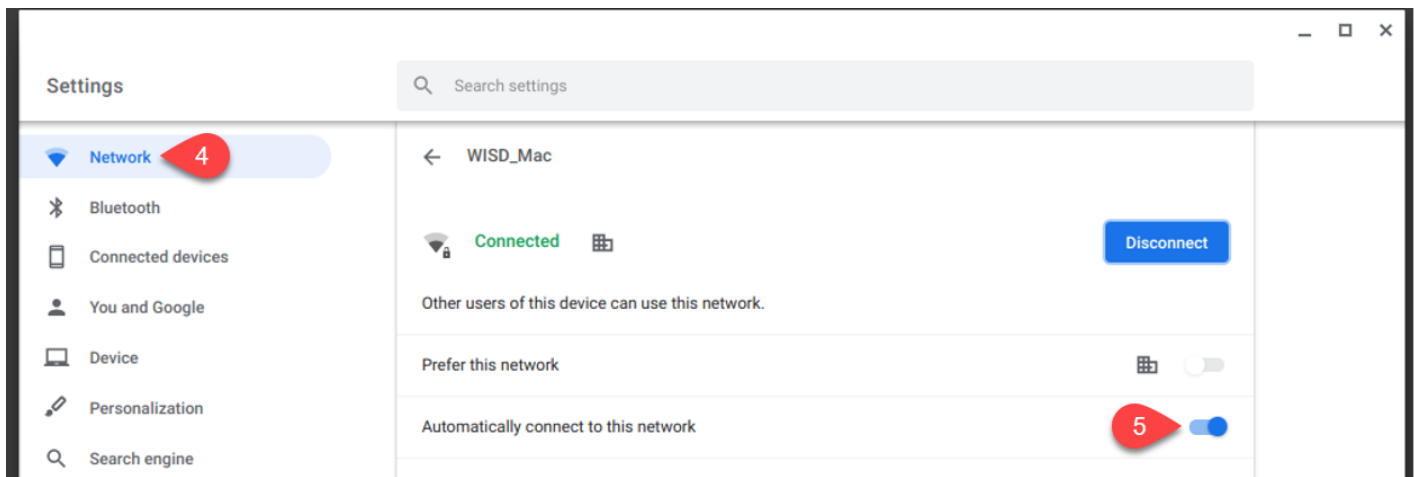 Settings
Search settings
Network
4
Bluetooth
Connected devices
You and Google
Device
Personalization
Search engine
WISD_Mac
Connected
Disconnect
Other users of this device can use this network.
Prefer this network
Automatically connect to this network
5